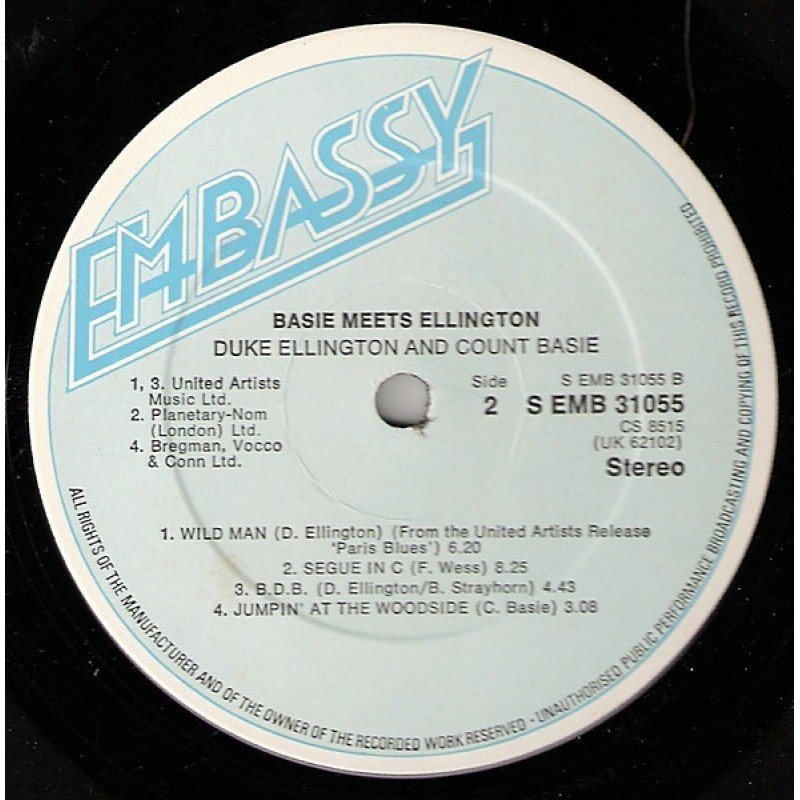 EMBASSY
BASIE MEETS ELLINGTON
DUKE ELLINGTON AND COUNT BASIE
1, 3. United Artists
Music Ltd.
2. Planetary-Nom
(London) Ltd.
4. Bregman, Vocco
& Conn Ltd.
Side
2
S EMB 31055 B
S EMB 31055
CS 8515
(UK 62102)
Stereo
1. WILD MAN (D. Ellington) (From the United Artists Release
'Paris Blues') 6.20
2. SEGUE IN C (F. Wess) 8.25
3. B.D.B. (D. Ellington/B. Strayhorn) 4.43
4. JUMPIN' AT THE WOODSIDE (C. Basie) 3.08
ALL RIGHTS OF THE MANUFACTURER AND OF THE OWNER OF THE RECORDED WORK RESERVED - UNAUTHORISED PUBLIC PERFORMANCE BROADCASTING AND COPYING OF THIS RECORD PROHIBITED